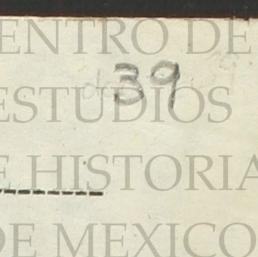 ENTRO DE
39
ESTUDIOS
E HISTORIA
DE MEXICO